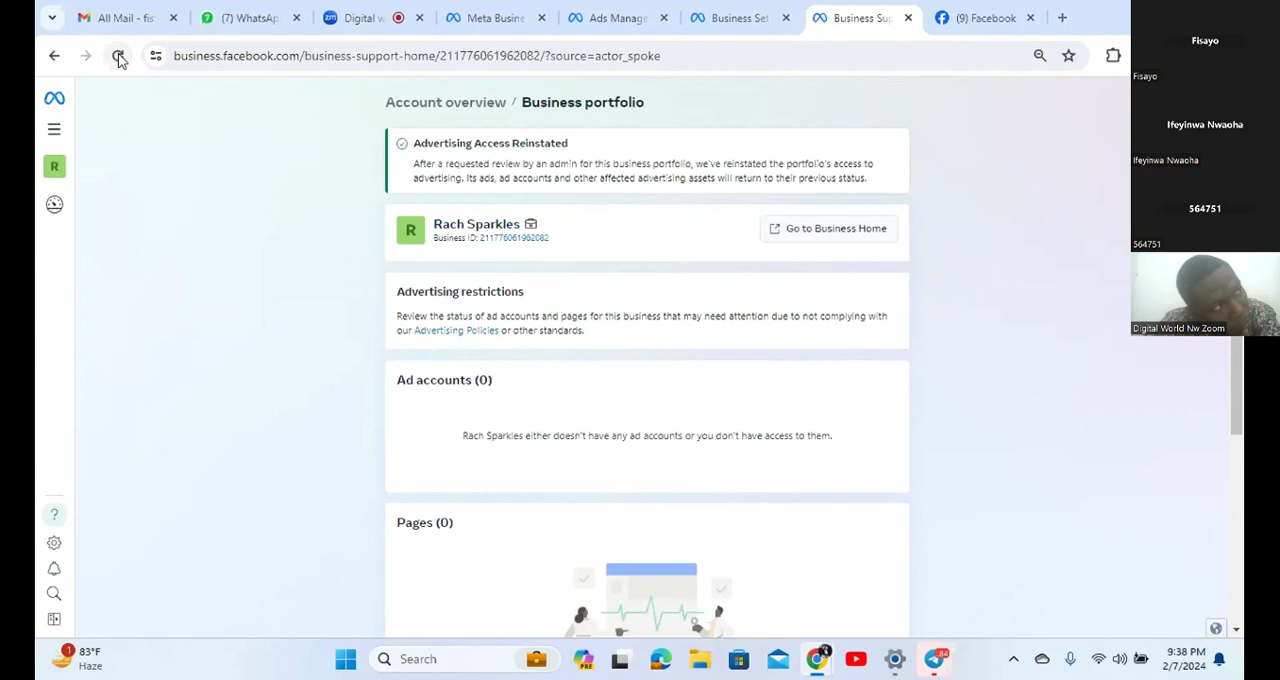 All Mail - fis
(7) WhatsAp
Digital w
Meta Busine
Ads Manage
Business Set
Business Sup
(9) Facebook
business.facebook.com/business-support-home/211776061962082/?source=actor_spoke
Account overview / Business portfolio
Advertising Access Reinstated
After a requested review by an admin for this business portfolio, we've reinstated the portfolio's access to
advertising. Its ads, ad accounts and other affected advertising assets will return to their previous status.
R
R
Rach Sparkles
Business ID: 211776061962082
Go to Business Home
Advertising restrictions
Review the status of ad accounts and pages for this business that may need attention due to not complying with
our Advertising Policies or other standards.
Ad accounts (0)
Rach Sparkles either doesn't have any ad accounts or you don't have access to them.
Pages (0)
Fisayo
Fisayo
Ifeyinwa Nwaoha
Ifeyinwa Nwaoha
564751
564751
Digital World Nw Zoom
1
83°F
Haze
Search
84
9:38 PM
2/7/2024